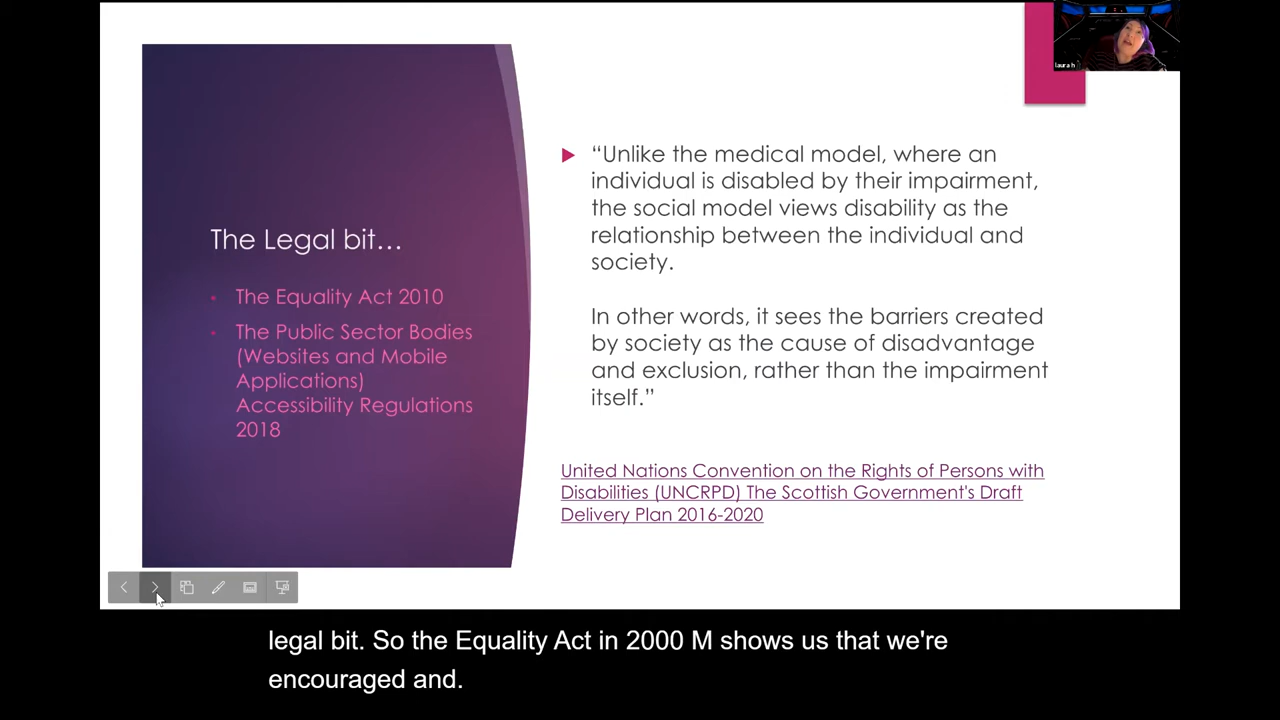 laura h
The Legal bit…
• The Equality Act 2010
• The Public Sector Bodies
(Websites and Mobile
Applications)
Accessibility Regulations
2018
“Unlike the medical model, where an
individual is disabled by their impairment,
the social model views disability as the
relationship between the individual and
society.
In other words, it sees the barriers created
by society as the cause of disadvantage
and exclusion, rather than the impairment
itself.”
United Nations Convention on the Rights of Persons with
Disabilities (UNCRPD) The Scottish Government's Draft
Delivery Plan 2016-2020
legal bit. So the Equality Act in 2000 M shows us that we're
encouraged and.